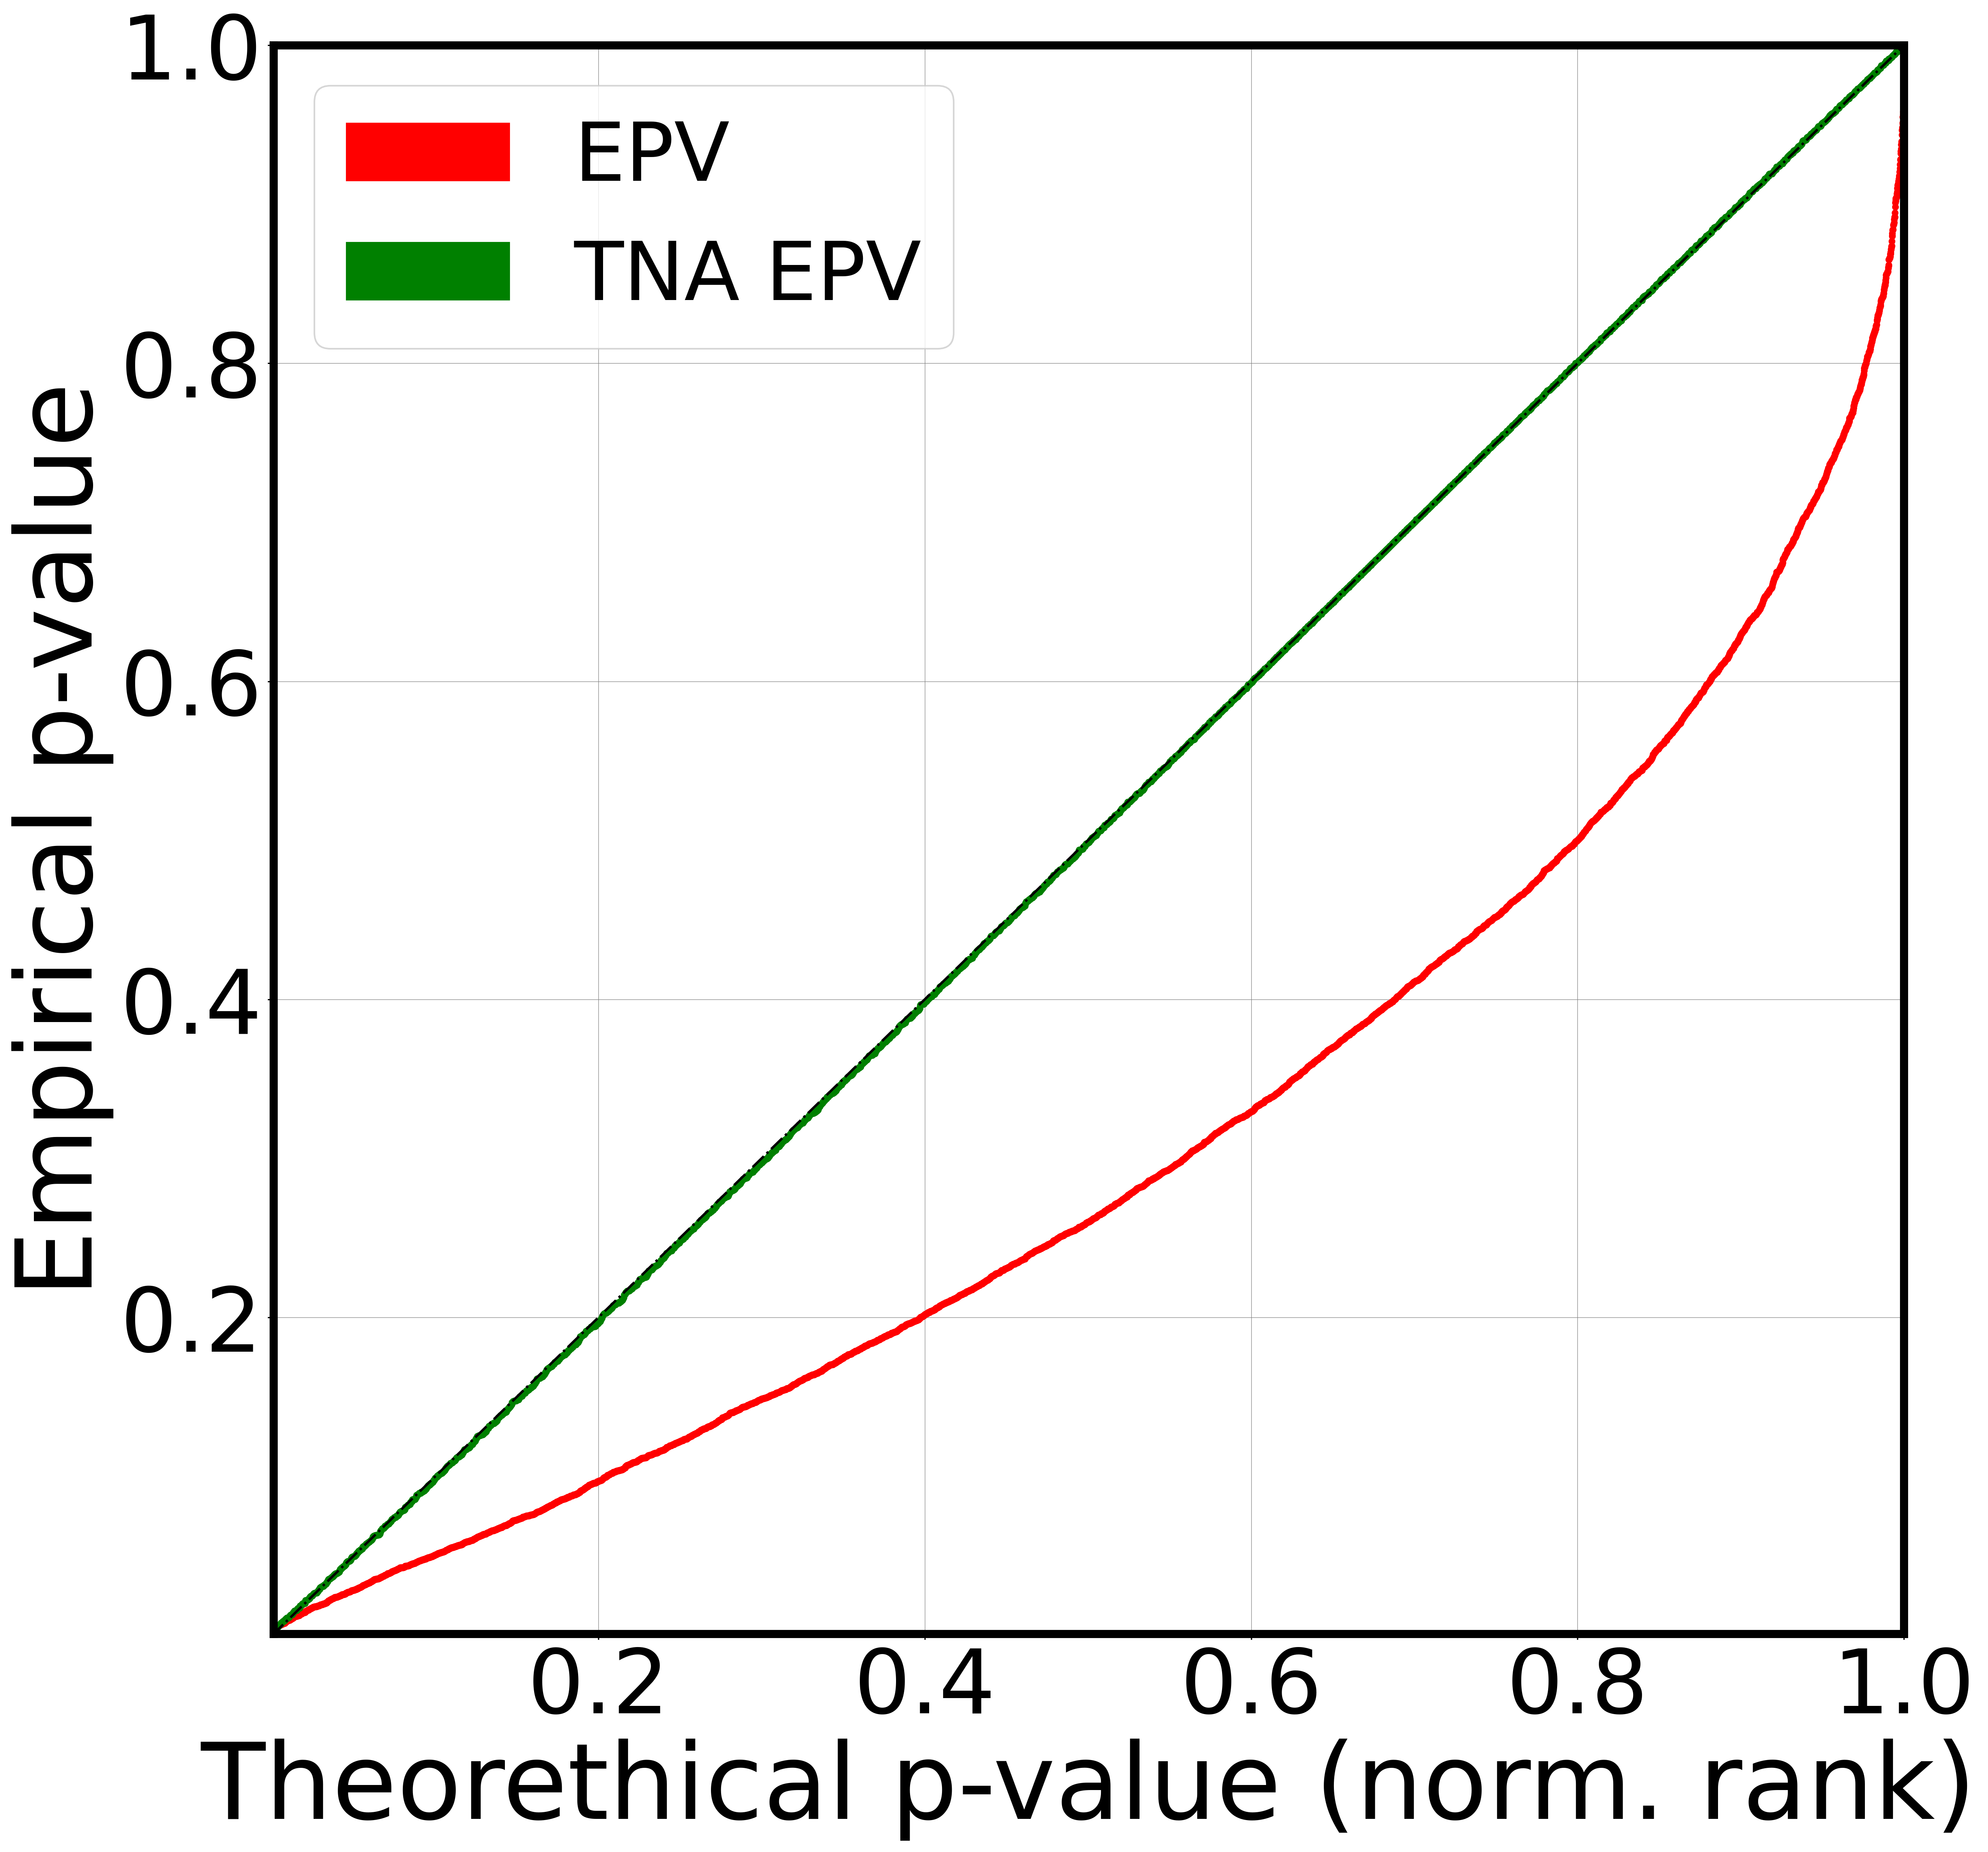 1.0
EPV
TNA EPV
0.8
0.6
0.4
0.2
Empirical p-value
0.2 0.4 0.6 0.8 1.0
Theorethical p-value (norm. rank)